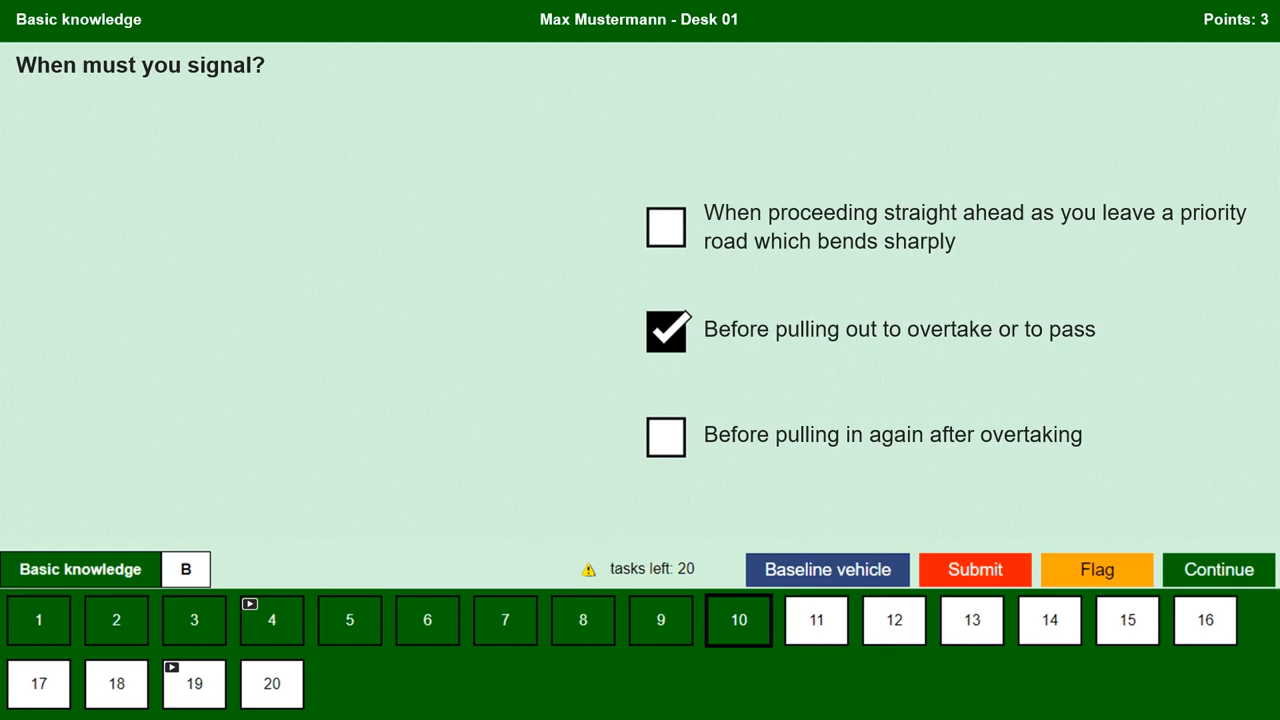 Basic knowledge
Max Mustermann - Desk 01
Points: 3
When must you signal?
When proceeding straight ahead as you leave a priority
road which bends sharply
Before pulling out to overtake or to pass
Before pulling in again after overtaking
Basic knowledge
B
tasks left: 20
Baseline vehicle
Submit
Flag
Continue
1 2 3 4 5 6 7 8 9 10 11 12 13 14 15 16
17 18 19 20